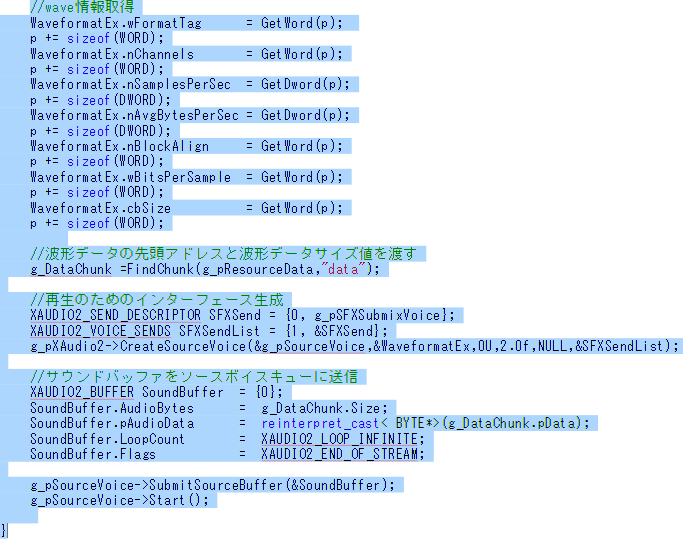 //wave情報取得
WaveformatEx.wFormatTag      = GetWord(p);
p += sizeof(WORD);
WaveformatEx.nChannels       = GetWord(p);
p += sizeof(WORD);
WaveformatEx.nSamplesPerSec  = GetDword(p);
p += sizeof(DWORD);
WaveformatEx.nAvgBytesPerSec = GetDword(p);
p += sizeof(DWORD);
WaveformatEx.nBlockAlign     = GetWord(p);
p += sizeof(WORD);
WaveformatEx.wBitsPerSample  = GetWord(p);
p += sizeof(WORD);
WaveformatEx.cbSize          = GetWord(p);
p += sizeof(WORD);
//波形データの先頭アドレスと波形データサイズ値を渡す
g_DataChunk =FindChunk(g_pResourceData,"data");
//再生のためのインターフェース生成
XAUDIO2_SEND_DESCRIPTOR SFXSend = {0, g_pSFXSubmixVoice};
XAUDIO2_VOICE_SENDS SFXSendList = {1, &SFXSend};
g_pXAudio2->CreateSourceVoice(&g_pSourceVoice,&WaveformatEx,0U,2.0f,NULL,&SFXSendList);
//サウンドバッファをソースボイスキューに送信
XAUDIO2_BUFFER SoundBuffer  = {0};
SoundBuffer.AudioBytes      =  g_DataChunk.Size;
SoundBuffer.pAudioData      =  reinterpret_cast< BYTE*>(g_DataChunk.pData);
SoundBuffer.LoopCount       =  XAUDIO2_LOOP_INFINITE;
SoundBuffer.Flags           =  XAUDIO2_END_OF_STREAM;
g_pSourceVoice->SubmitSourceBuffer(&SoundBuffer);
g_pSourceVoice->Start();
}